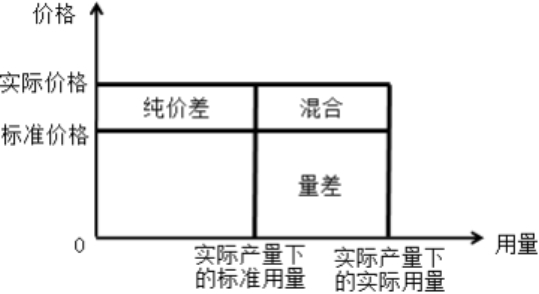 价格
实际价格
纯价差
混合
标准价格
量差
0
实际产量下
的标准用量
实际产量下
的实际用量
用量